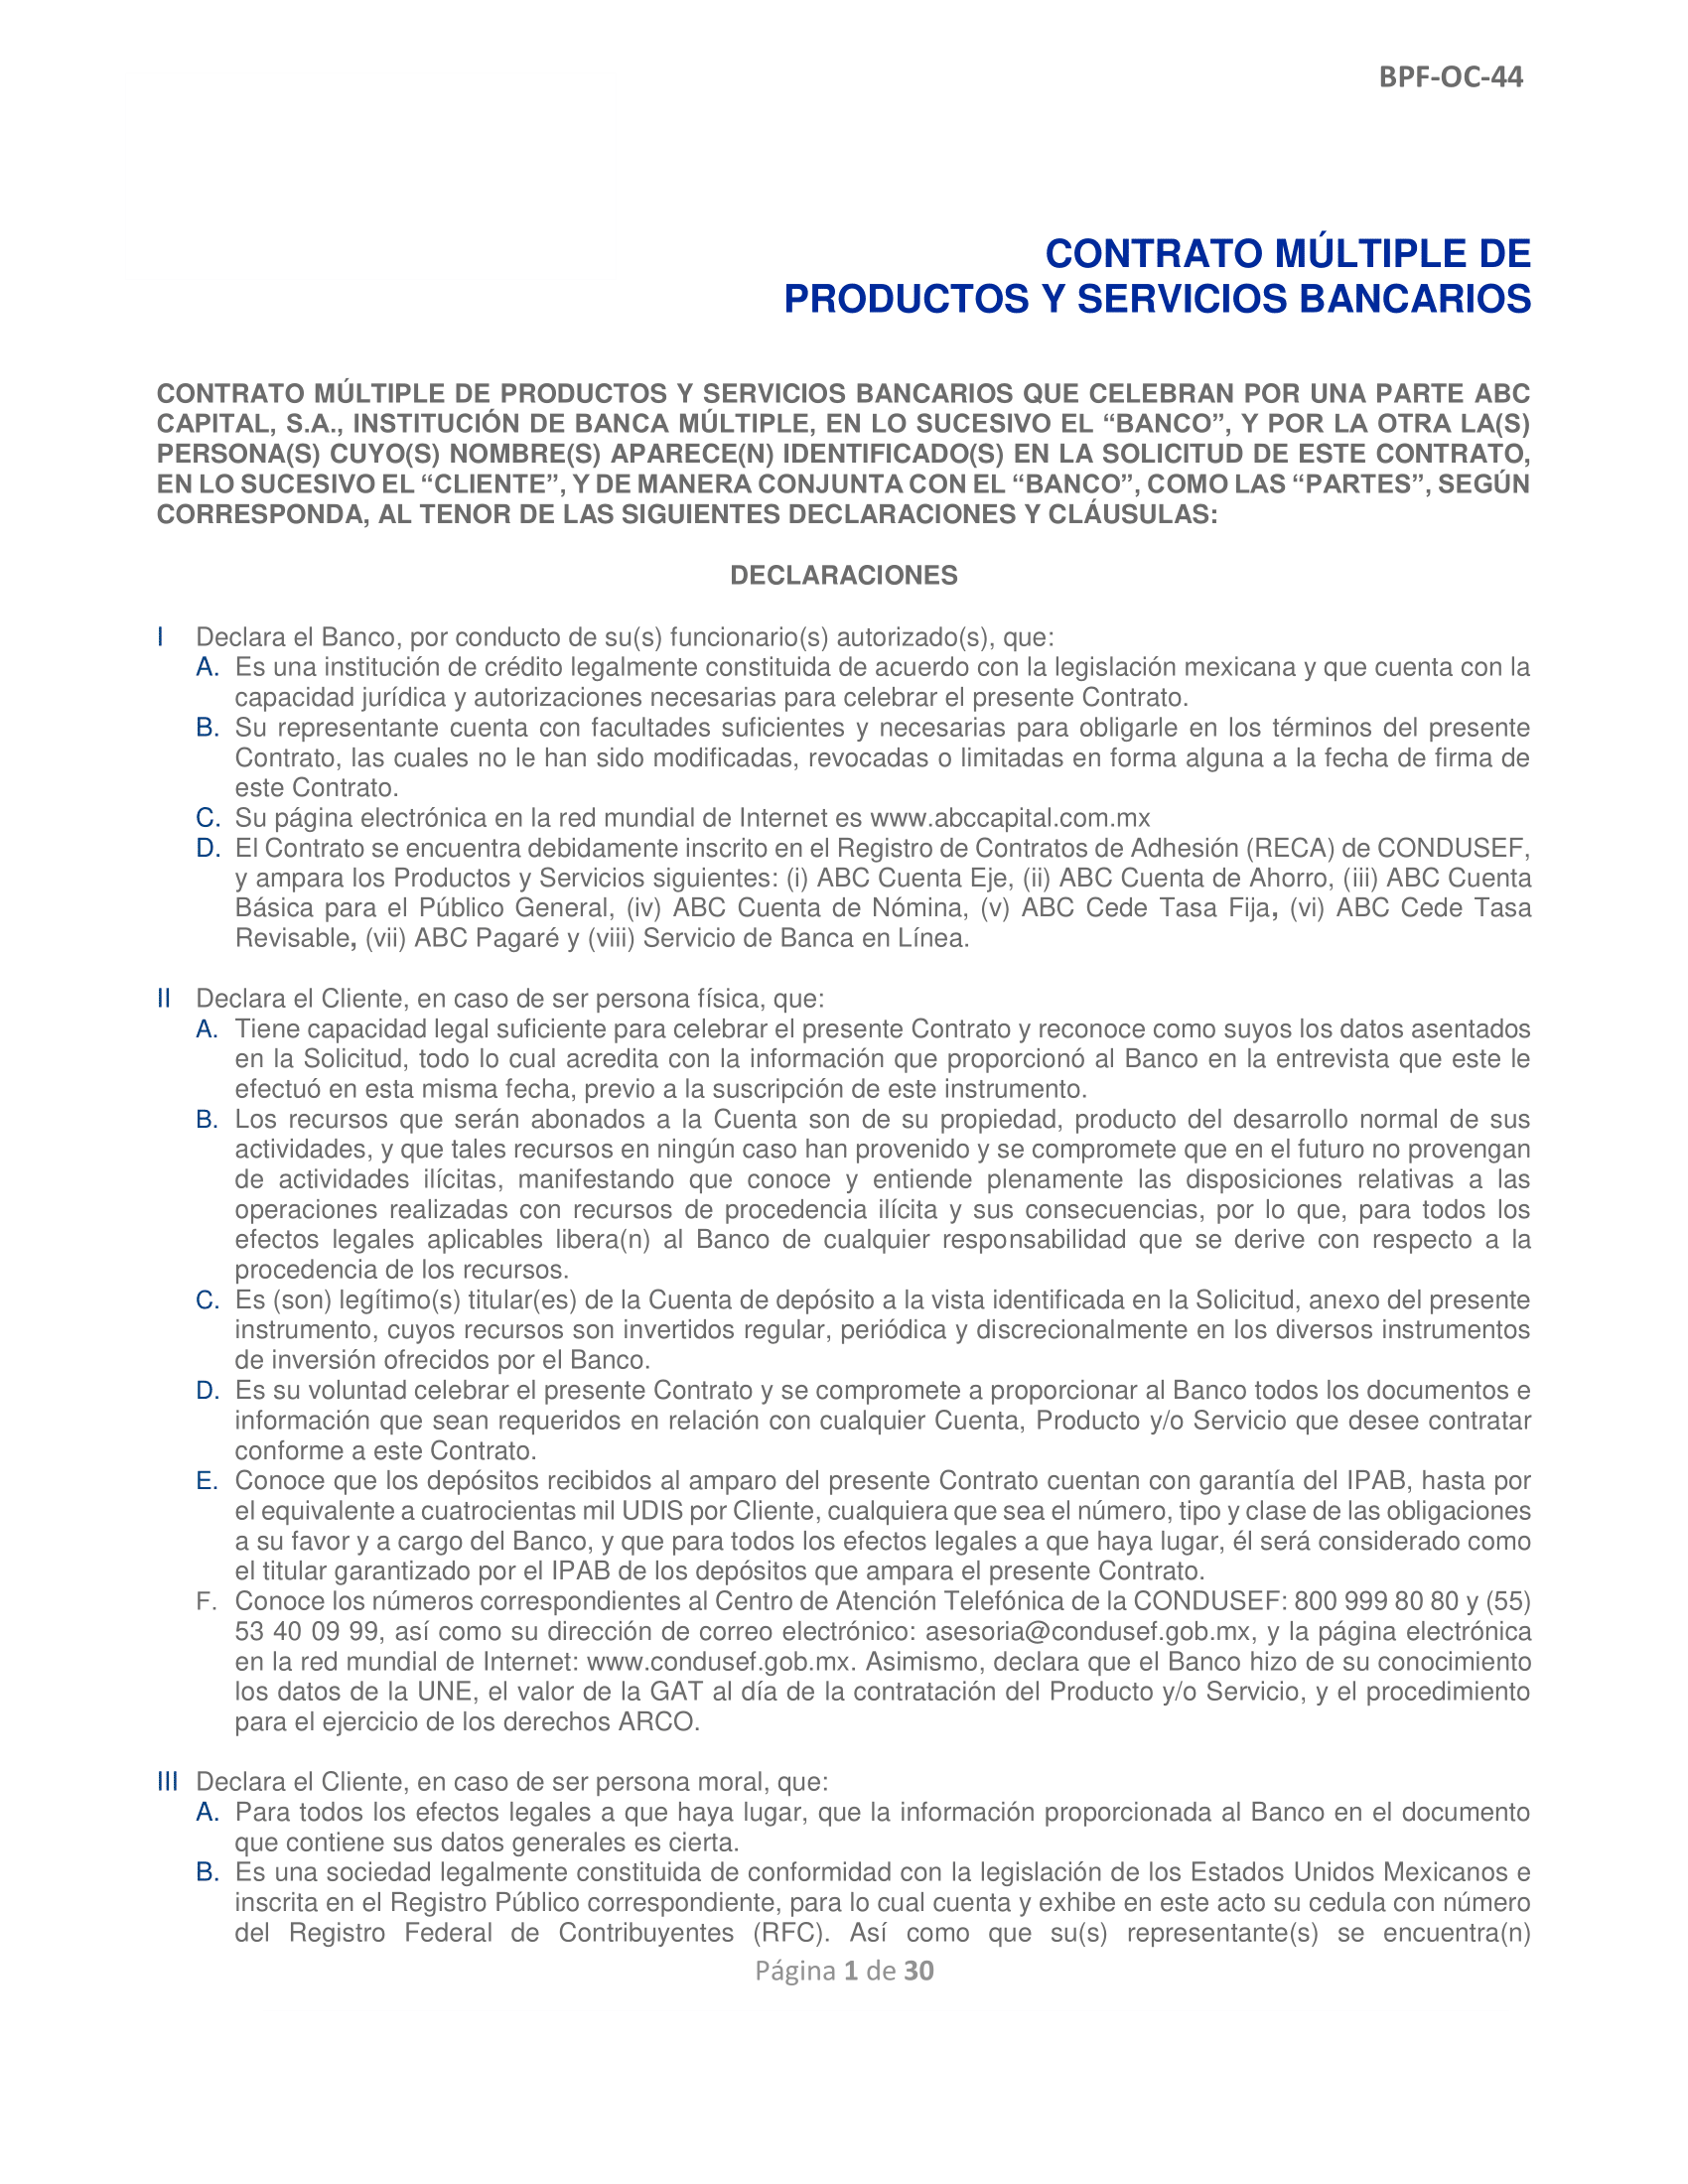 BPF-OC-44
CONTRATO MÚLTIPLE DE
PRODUCTOS Y SERVICIOS BANCARIOS
CONTRATO MÚLTIPLE DE PRODUCTOS Y SERVICIOS BANCARIOS QUE CELEBRAN POR UNA PARTE ABC
CAPITAL, S.A., INSTITUCIÓN DE BANCA MÚLTIPLE, EN LO SUCESIVO EL “BANCO”, Y POR LA OTRA LA(S)
PERSONA(S) CUYO(S) NOMBRE(S) APARECE(N) IDENTIFICADO(S) EN LA SOLICITUD DE ESTE CONTRATO,
EN LO SUCESIVO EL “CLIENTE”, Y DE MANERA CONJUNTA CON EL “BANCO”, COMO LAS “PARTES”, SEGÚN
CORRESPONDA, AL TENOR DE LAS SIGUIENTES DECLARACIONES Y CLÁUSULAS:
DECLARACIONES
I Declara el Banco, por conducto de su(s) funcionario(s) autorizado(s), que:
A. Es una institución de crédito legalmente constituida de acuerdo con la legislación mexicana y que cuenta con la
capacidad jurídica y autorizaciones necesarias para celebrar el presente Contrato.
B. Su representante cuenta con facultades suficientes y necesarias para obligarle en los términos del presente
Contrato, las cuales no le han sido modificadas, revocadas o limitadas en forma alguna a la fecha de firma de
este Contrato.
C. Su página electrónica en la red mundial de Internet es www.abccapital.com.mx
D. El Contrato se encuentra debidamente inscrito en el Registro de Contratos de Adhesión (RECA) de CONDUSEF,
y ampara los Productos y Servicios siguientes: (i) ABC Cuenta Eje, (ii) ABC Cuenta de Ahorro, (iii) ABC Cuenta
Básica para el Público General, (iv) ABC Cuenta de Nómina, (v) ABC Cede Tasa Fija, (vi) ABC Cede Tasa
Revisable, (vii) ABC Pagaré y (viii) Servicio de Banca en Línea.
II Declara el Cliente, en caso de ser persona física, que:
A. Tiene capacidad legal suficiente para celebrar el presente Contrato y reconoce como suyos los datos asentados
en la Solicitud, todo lo cual acredita con la información que proporcionó al Banco en la entrevista que este le
efectuó en esta misma fecha, previo a la suscripción de este instrumento.
B. Los recursos que serán abonados a la Cuenta son de su propiedad, producto del desarrollo normal de sus
actividades, y que tales recursos en ningún caso han provenido y se compromete que en el futuro no provengan
de actividades ilícitas, manifestando que conoce y entiende plenamente las disposiciones relativas a las
operaciones realizadas con recursos de procedencia ilícita y sus consecuencias, por lo que, para todos los
efectos legales aplicables libera(n) al Banco de cualquier responsabilidad que se derive con respecto a la
procedencia de los recursos.
C. Es (son) legítimo(s) titular(es) de la Cuenta de depósito a la vista identificada en la Solicitud, anexo del presente
instrumento, cuyos recursos son invertidos regular, periódica y discrecionalmente en los diversos instrumentos
de inversión ofrecidos por el Banco.
D. Es su voluntad celebrar el presente Contrato y se compromete a proporcionar al Banco todos los documentos e
información que sean requeridos en relación con cualquier Cuenta, Producto y/o Servicio que desee contratar
conforme a este Contrato.
E. Conoce que los depósitos recibidos al amparo del presente Contrato cuentan con garantía del IPAB, hasta por
el equivalente a cuatrocientas mil UDIS por Cliente, cualquiera que sea el número, tipo y clase de las obligaciones
a su favor y a cargo del Banco, y que para todos los efectos legales a que haya lugar, él será considerado como
el titular garantizado por el IPAB de los depósitos que ampara el presente Contrato.
F. Conoce los números correspondientes al Centro de Atención Telefónica de la CONDUSEF: 800 999 80 80 y (55)
53 40 09 99, así como su dirección de correo electrónico: asesoria@condusef.gob.mx, y la página electrónica
en la red mundial de Internet: www.condusef.gob.mx. Asimismo, declara que el Banco hizo de su conocimiento
los datos de la UNE, el valor de la GAT al día de la contratación del Producto y/o Servicio, y el procedimiento
para el ejercicio de los derechos ARCO.
III Declara el Cliente, en caso de ser persona moral, que:
A. Para todos los efectos legales a que haya lugar, que la información proporcionada al Banco en el documento
que contiene sus datos generales es cierta.
B. Es una sociedad legalmente constituida de conformidad con la legislación de los Estados Unidos Mexicanos e
inscrita en el Registro Público correspondiente, para lo cual cuenta y exhibe en este acto su cedula con número
del Registro Federal de Contribuyentes (RFC). Así como que su(s) representante(s) se encuentra(n)
Página 1 de 30